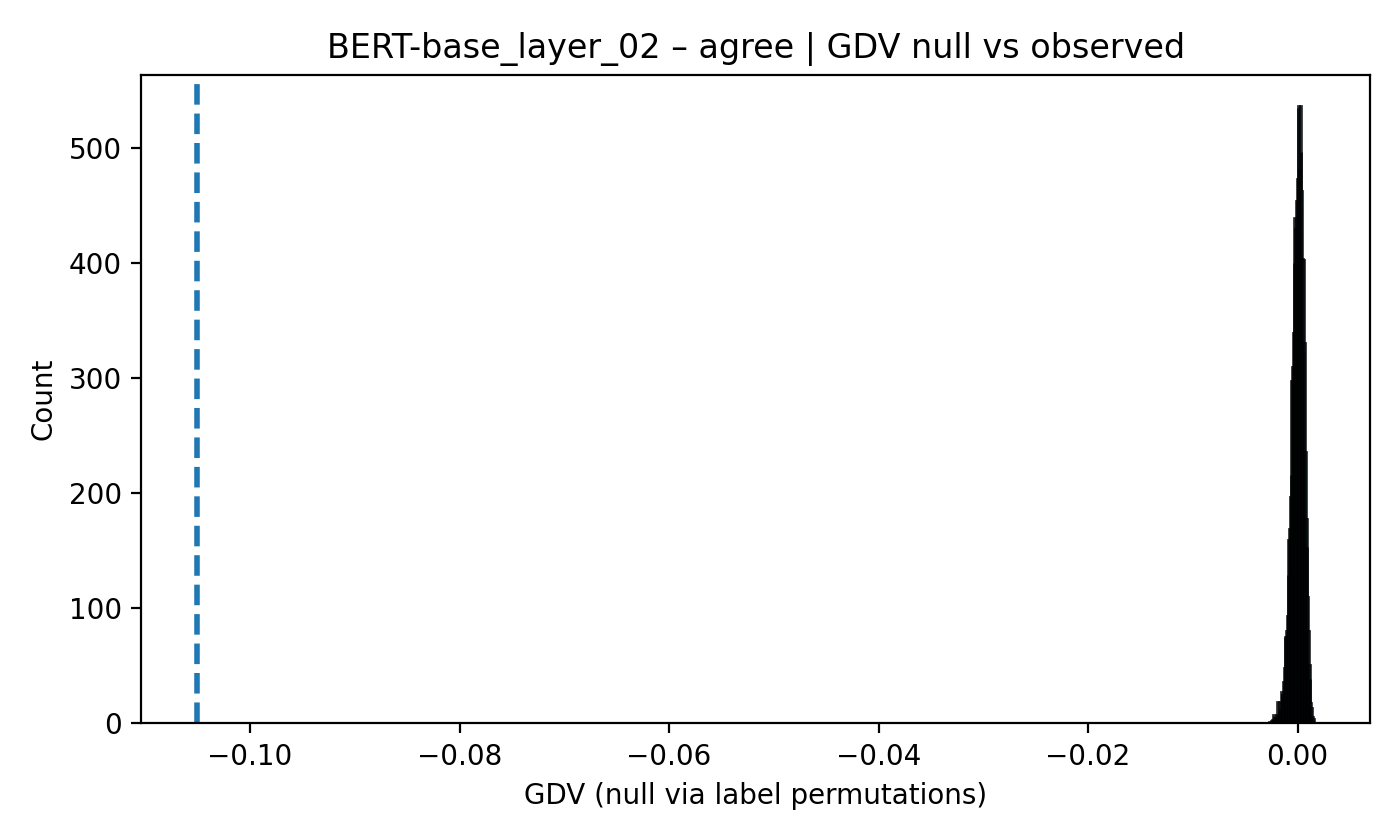 BERT-base_layer_02 – agree | GDV null vs observed
500
400
300
200
100
0
Count
−0.10 −0.08 −0.06 −0.04 −0.02 0.00
GDV (null via label permutations)